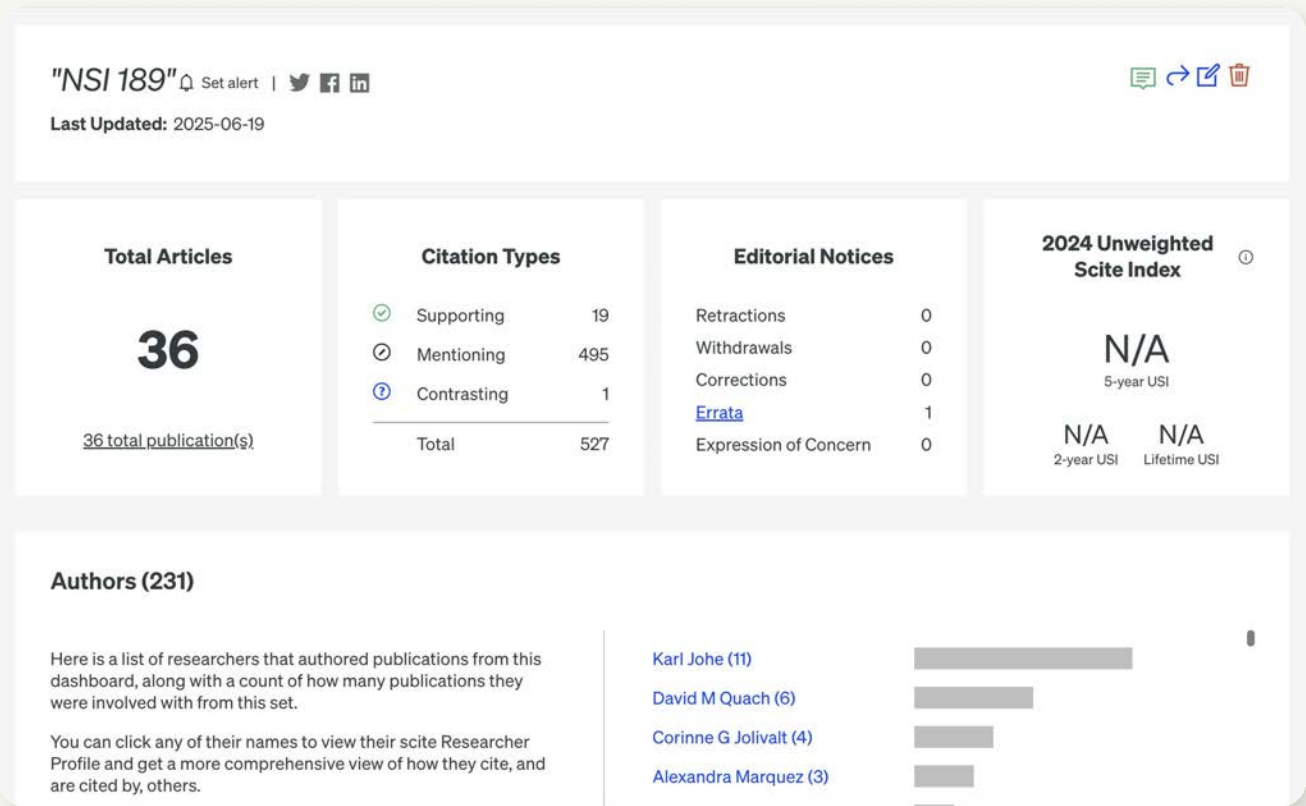 "NSI 189" Set alert |
Last Updated: 2025-06-19
Total Articles
36
36 total publication(s)
Citation Types
Supporting 19
Mentioning 495
Contrasting 1
Total 527
Editorial Notices
Retractions 0
Withdrawals 0
Corrections 0
Errata 1
Expression of Concern 0
2024 Unweighted
Scite Index
N/A
5-year USI
N/A N/A
2-year USI Lifetime USI
Authors (231)
Here is a list of researchers that authored publications from this
dashboard, along with a count of how many publications they
were involved with from this set.
You can click any of their names to view their scite Researcher
Profile and get a more comprehensive view of how they cite, and
are cited by, others.
Karl Johe (11)
David M Quach (6)
Corinne G Jolivalt (4)
Alexandra Marquez (3)